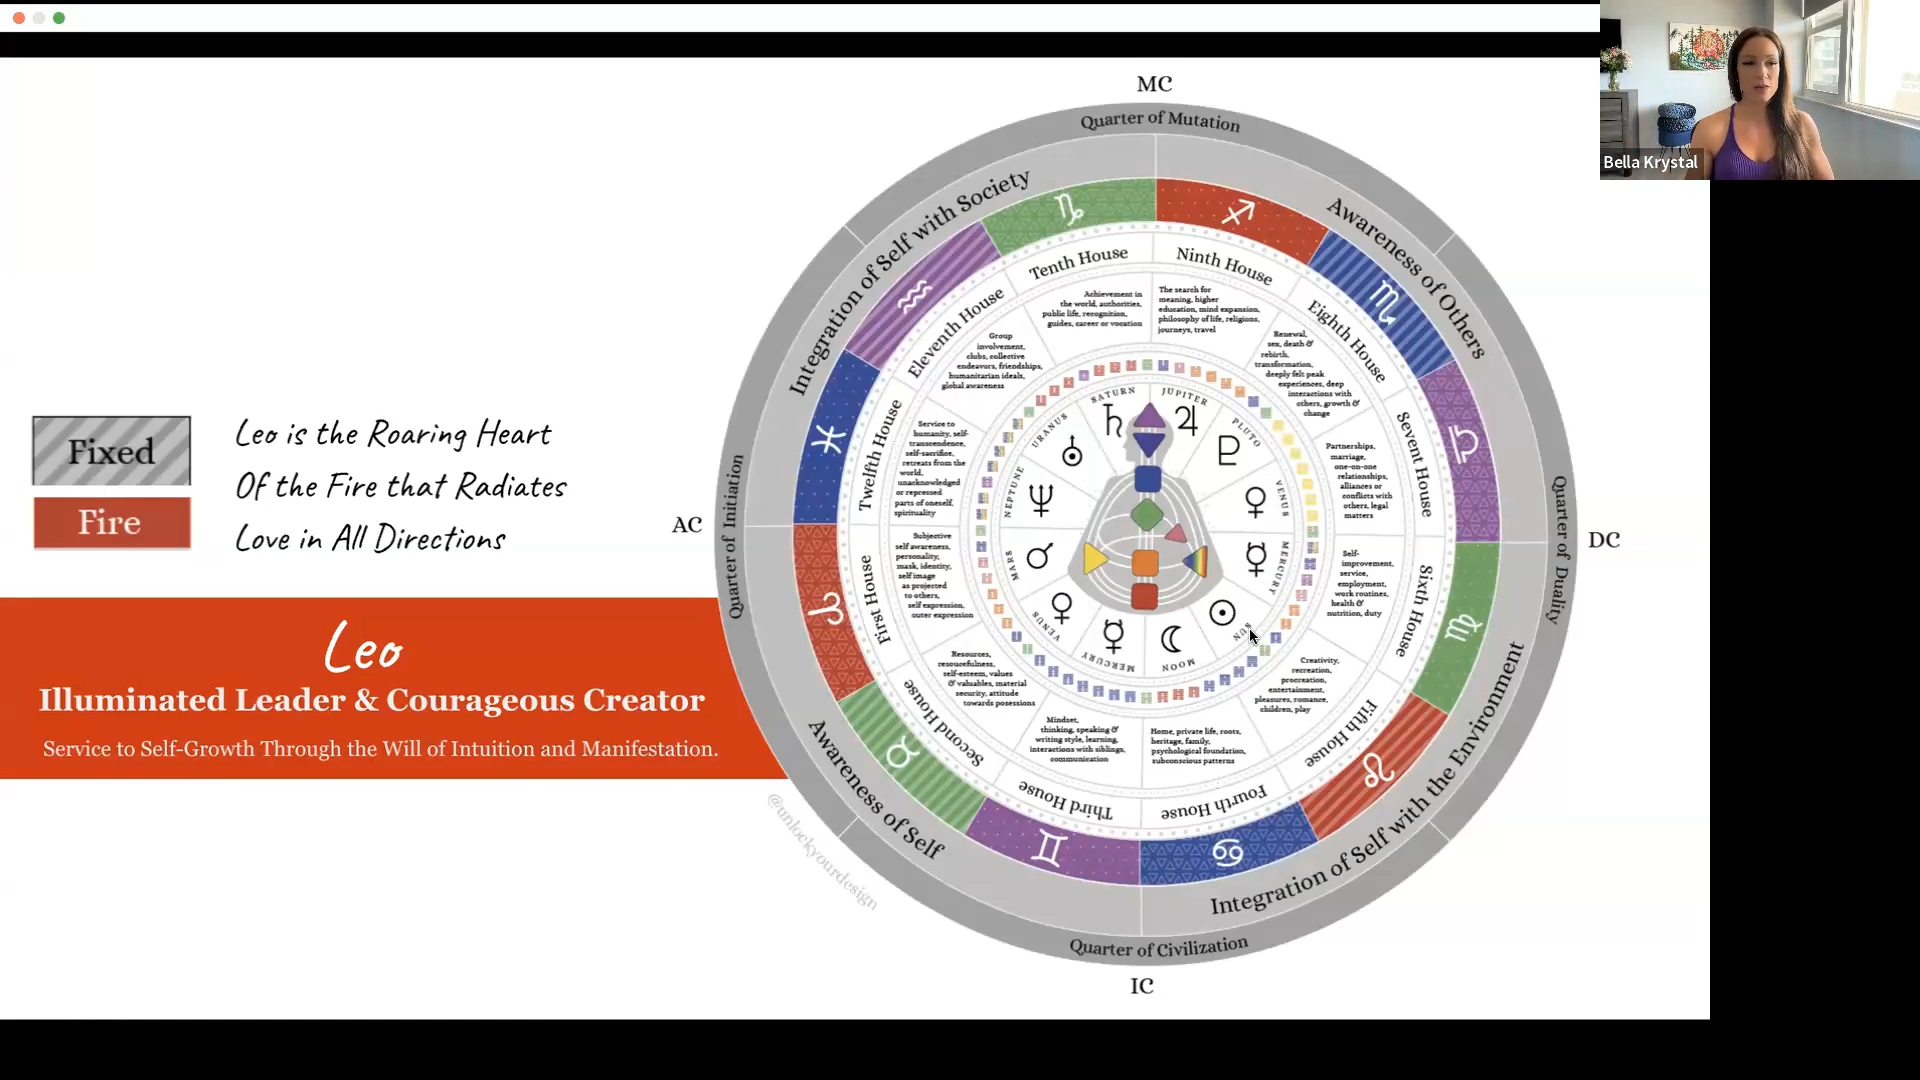 Bella Krystal
MC
Quarter of Mutation
Integration of Self with Society
Awareness of Others
Tenth House
Ninth House
Eleventh House
Eighth House
Achievement in
the world, authorities,
public life, recognition,
guides, career or vocation
The search for
meaning, higher
education, mind expansion,
philosophy of life, religions,
journeys, travel
Group
involvement,
clubs, collective
endeavors, friendships,
humanitarian ideals,
global awareness
Renewal,
sex, death &
rebirth,
transformation,
deeply felt peak
experiences, deep
interactions with
others, growth &
change
SATURN
JUPITER
URANUS
PLUTO
NEPTUNE
VENUS
MARS
MERCURY
VENUS
MERCURY
MOON
SUN
Twelfth House
Service to
humanity, self-
transcendence,
self-sacrifice,
retreats from the
world,
unacknowledged
or repressed
parts of oneself,
spirituality
Sevent House
Partnerships,
marriage,
one-on-one
relationships,
alliances or
conflicts with
others, legal
matters
Fixed
Fire
Leo is the Roaring Heart
Of the Fire that Radiates
Love in All Directions
AC
Quarter of Initiation
Quarter of Duality
DC
First House
Subjective
self awareness,
personality,
mask, identity,
self image
as projected
to others,
self expression,
outer expression
Sixth House
Self-
improvement,
service,
employment,
work routines,
health &
nutrition, duty
Leo
Illuminated Leader & Courageous Creator
Service to Self-Growth Through the Will of Intuition and Manifestation.
Second House
Resources,
resourcefulness,
self-esteem, values
& valuables, material
security, attitude
towards posessions
Fifth House
Creativity,
recreation,
procreation,
entertainment,
pleasures, romance,
children, play
Mindset,
thinking, speaking &
writing style, learning,
interactions with siblings,
communication
Home, private life, roots,
heritage, family,
psychological foundation,
subconscious patterns
Third House
Fourth House
Awareness of Self
Integration of Self with the Environment
@unlockyourdesign
Quarter of Civilization
IC